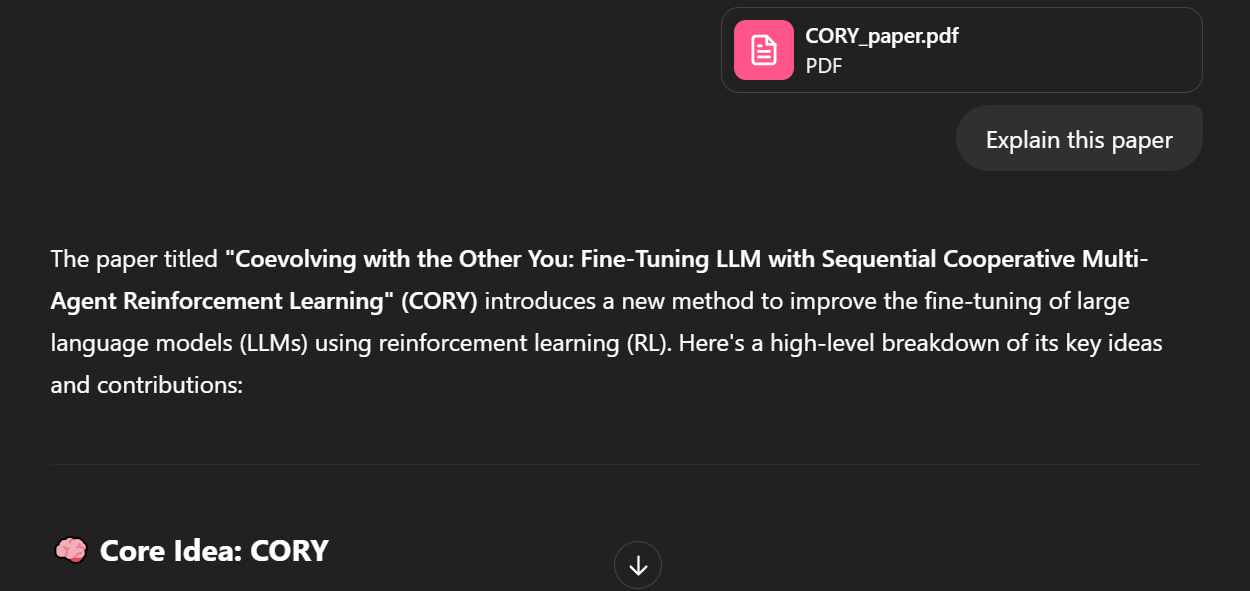 CORY_paper.pdf
PDF
Explain this paper
The paper titled "Coevolving with the Other You: Fine-Tuning LLM with Sequential Cooperative Multi-
Agent Reinforcement Learning" (CORY) introduces a new method to improve the fine-tuning of large
language models (LLMs) using reinforcement learning (RL). Here's a high-level breakdown of its key ideas
and contributions:
🧠 Core Idea: CORY